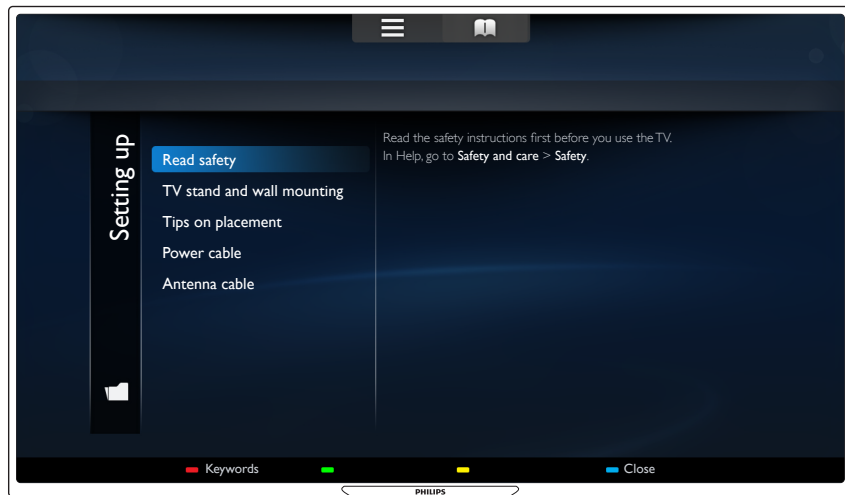 Setting up
Read safety
TV stand and wall mounting
Tips on placement
Power cable
Antenna cable
Read the safety instructions first before you use the TV.
In Help, go to Safety and care > Safety.
Keywords
Close
PHILIPS